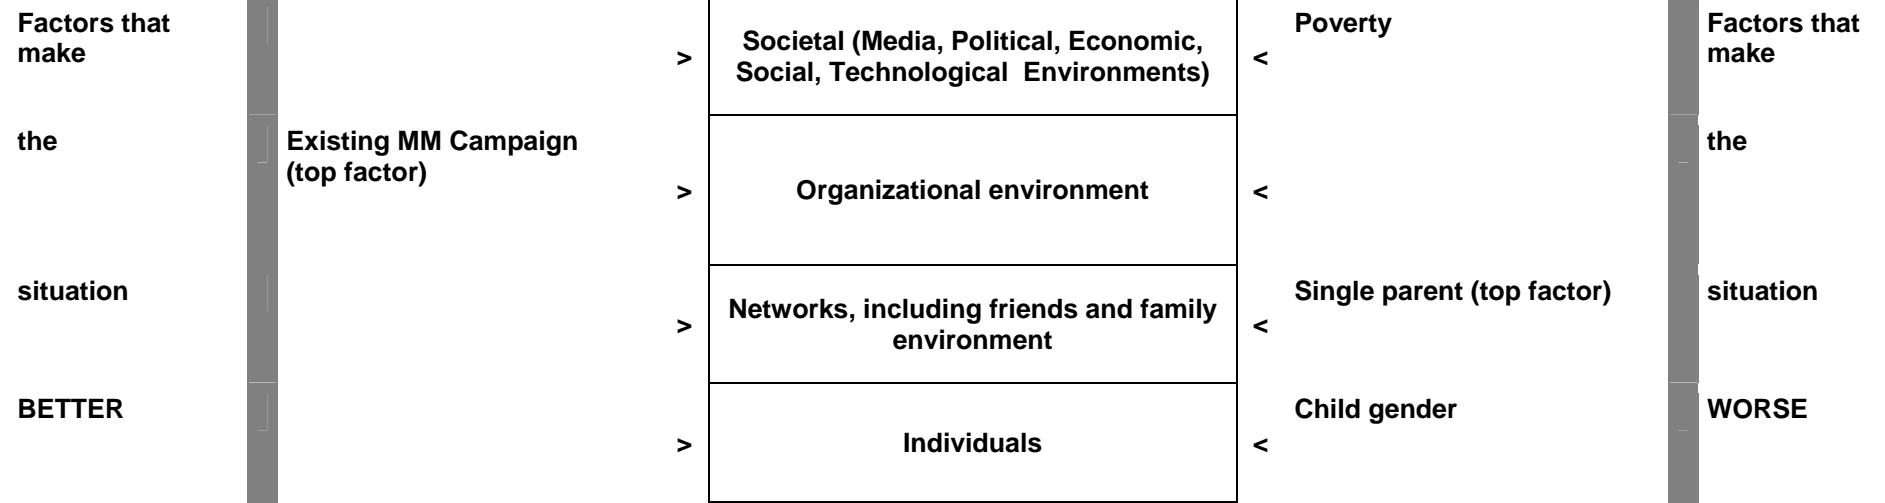 Factors that
make
>
Societal (Media, Political, Economic,
Social, Technological Environments)
<
Poverty
Factors that
make
the
Existing MM Campaign
(top factor)
>
Organizational environment
<
the
situation
>
Networks, including friends and family
environment
<
Single parent (top factor)
situation
BETTER
>
Individuals
<
Child gender
WORSE